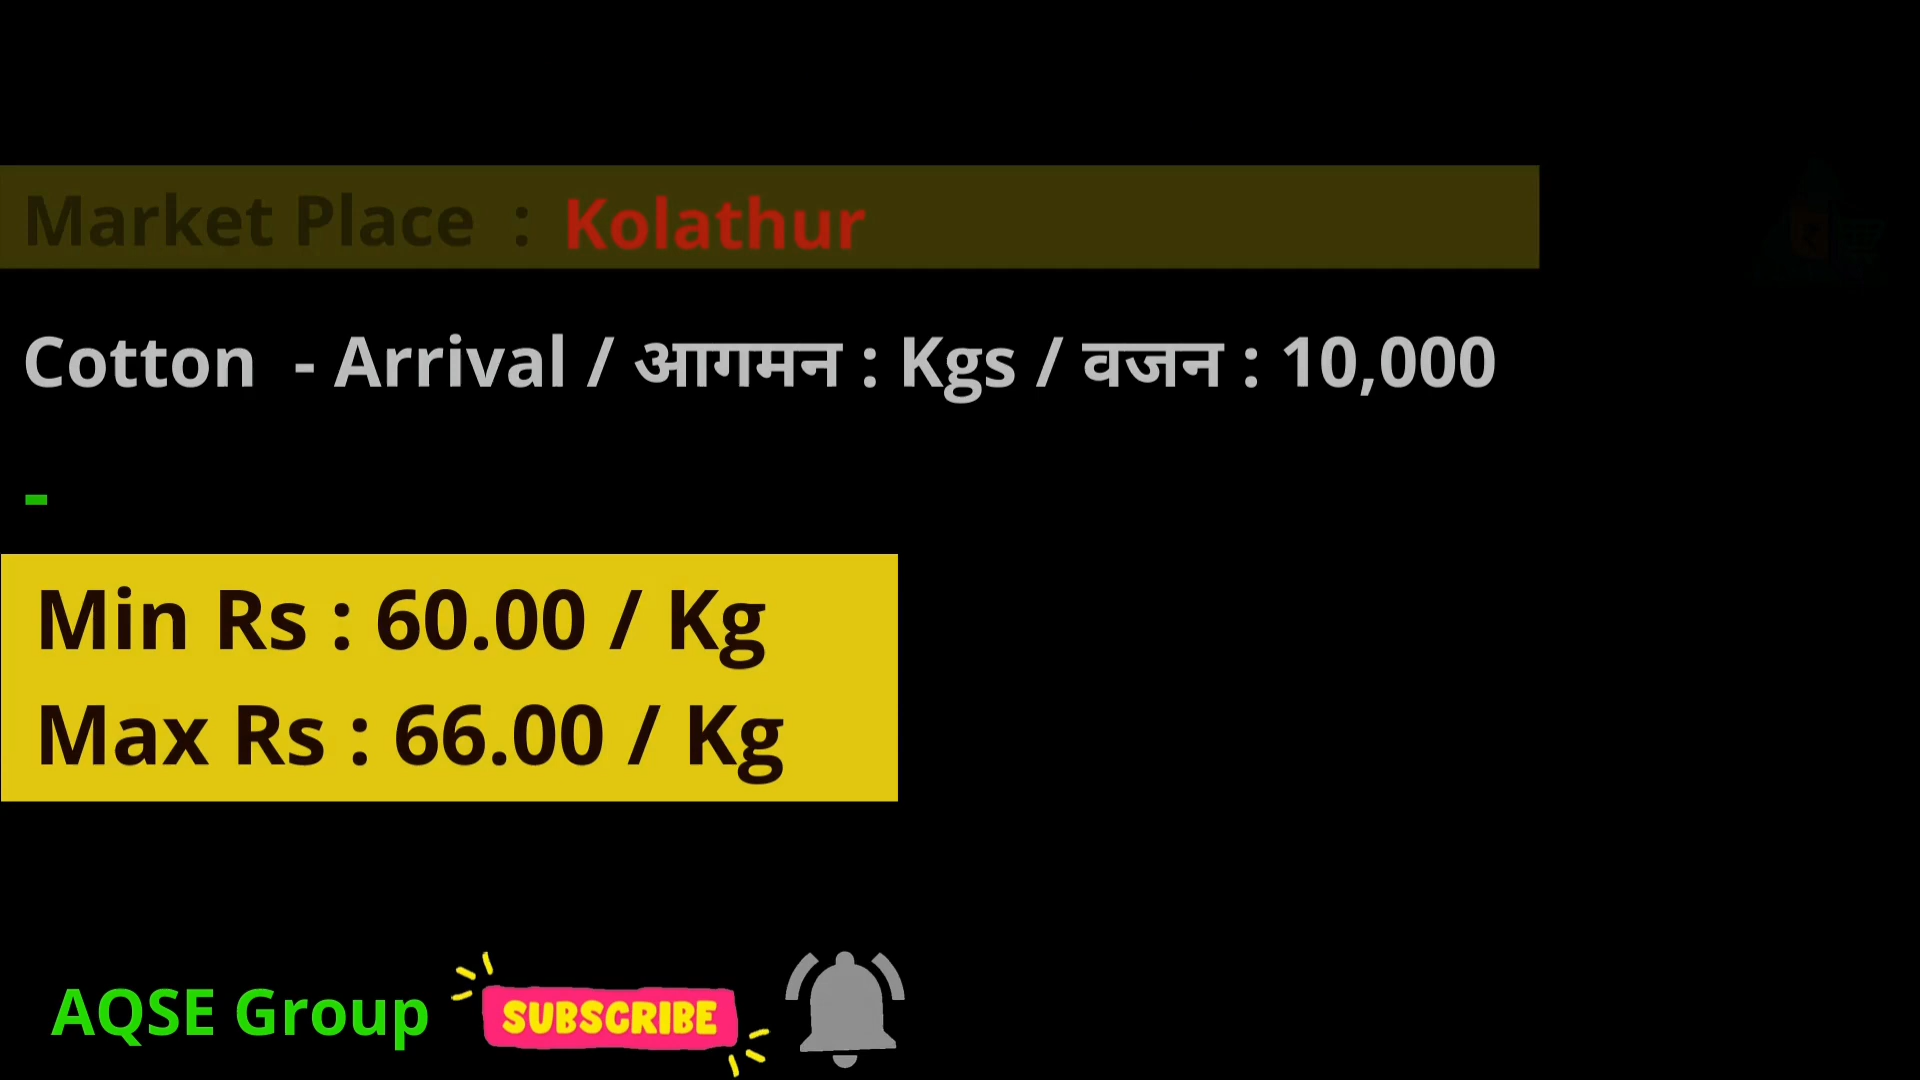 Market Place : Kolathur
Cotton - Arrival / आगमन : Kgs / वजन : 10,000
-
Min Rs : 60.00 / Kg
Max Rs : 66.00 / Kg
AQSE Group SUBSCRIBE